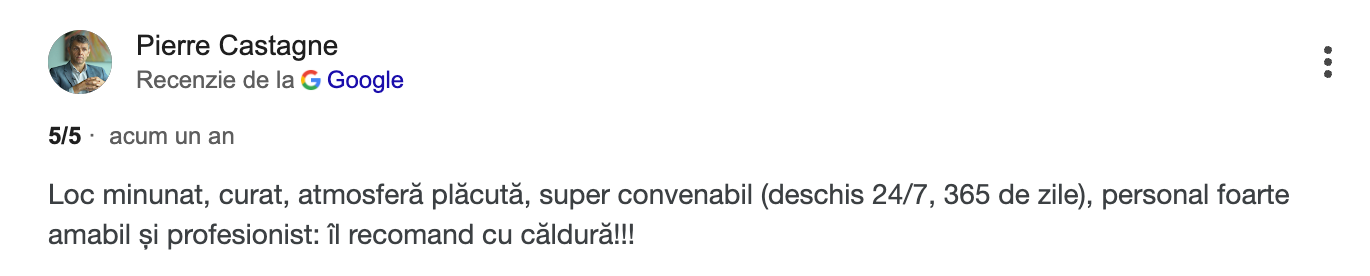 Pierre Castagne
Recenzie de la Google
5/5 · acum un an
Loc minunat, curat, atmosferă plăcută, super convenabil (deschis 24/7, 365 de zile), personal foarte
amabil și profesionist: îl recomand cu căldură!!!